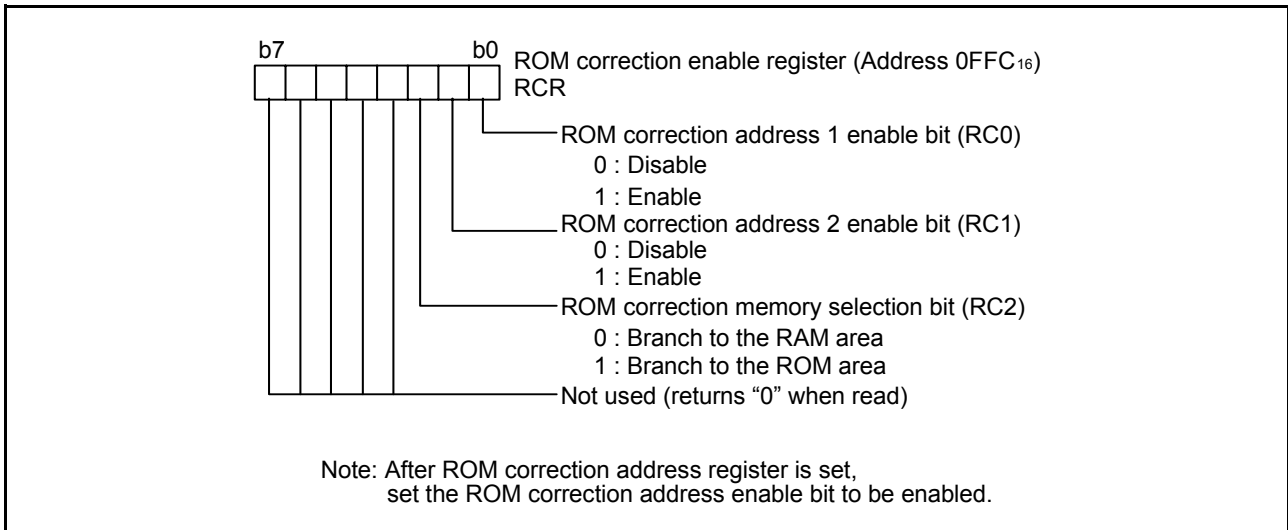 b7 b0
ROM correction enable register (Address 0FFC₁₆)
RCR
ROM correction address 1 enable bit (RC0)
0 : Disable
1 : Enable
ROM correction address 2 enable bit (RC1)
0 : Disable
1 : Enable
ROM correction memory selection bit (RC2)
0 : Branch to the RAM area
1 : Branch to the ROM area
Not used (returns “0” when read)
Note: After ROM correction address register is set,
set the ROM correction address enable bit to be enabled.